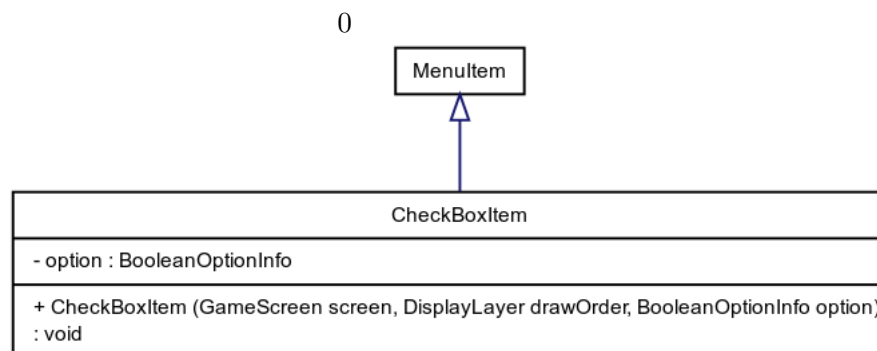 0
MenuItem
CheckBoxItem
- option : BooleanOptionInfo
+ CheckBoxItem (GameScreen screen, DisplayLayer drawOrder, BooleanOptionInfo option)
: void